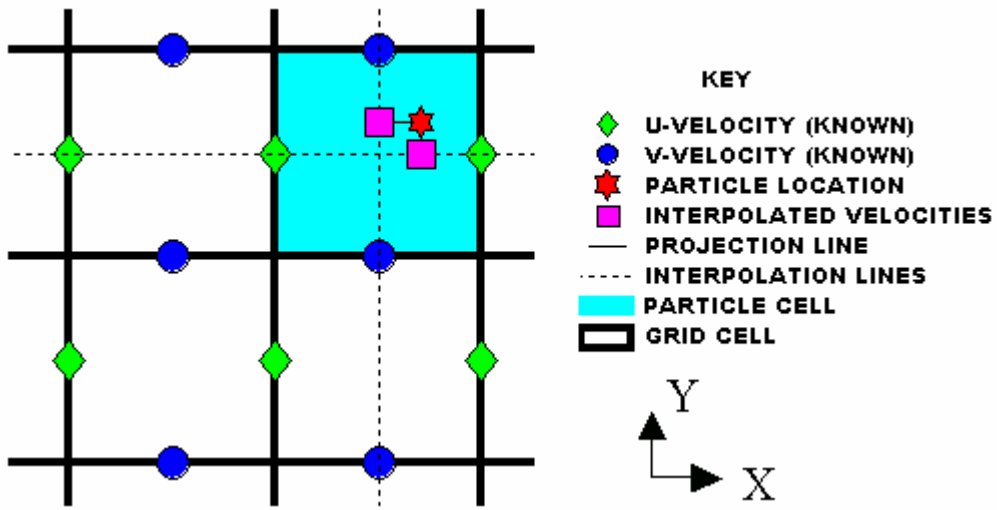 KEY
U-VELOCITY (KNOWN)
V-VELOCITY (KNOWN)
PARTICLE LOCATION
INTERPOLATED VELOCITIES
PROJECTION LINE
INTERPOLATION LINES
PARTICLE CELL
GRID CELL
Y
X